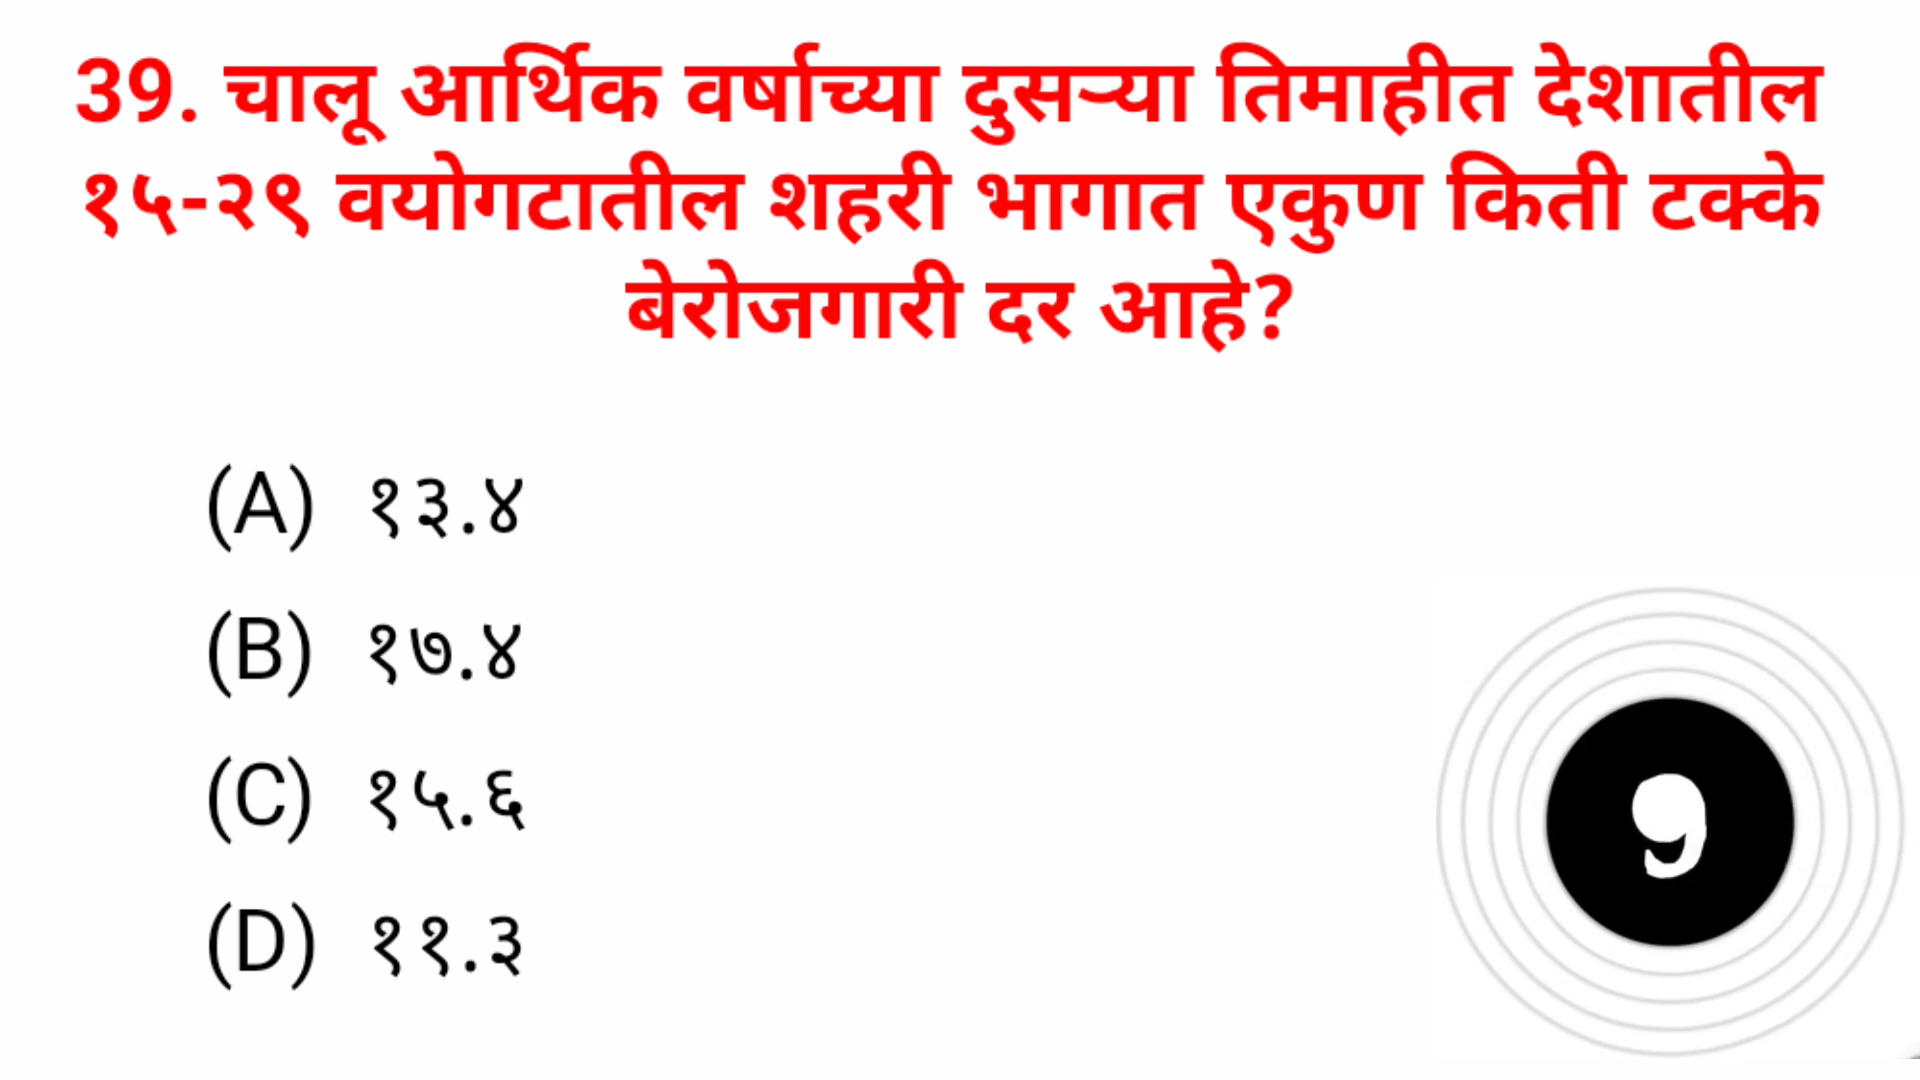 39. चालू आर्थिक वर्षाच्या दुसऱ्या तिमाहीत देशातील
१५-२९ वयोगटातील शहरी भागात एकुण किती टक्के
बेरोजगारी दर आहे?
(A) १३.४
(B) १७.४
(C) १५.६
(D) ११.३
9